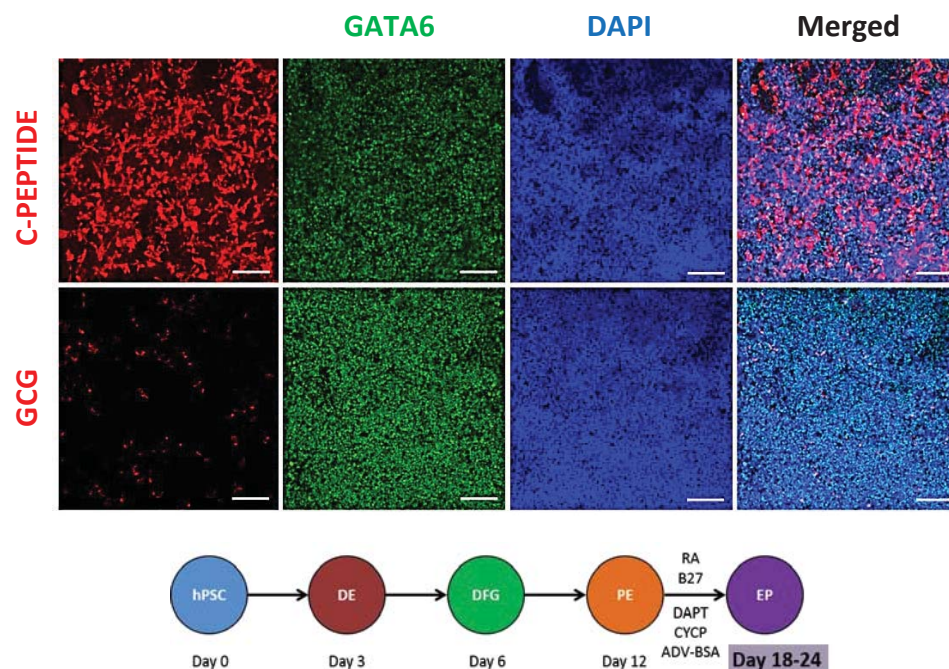 GATA6 DAPI Merged
C-PEPTIDE
GCG
RA
B27
hPSC DE DFG PE EP
DAPT
CYCP
ADV-BSA
Day 0 Day 3 Day 6 Day 12 Day 18-24